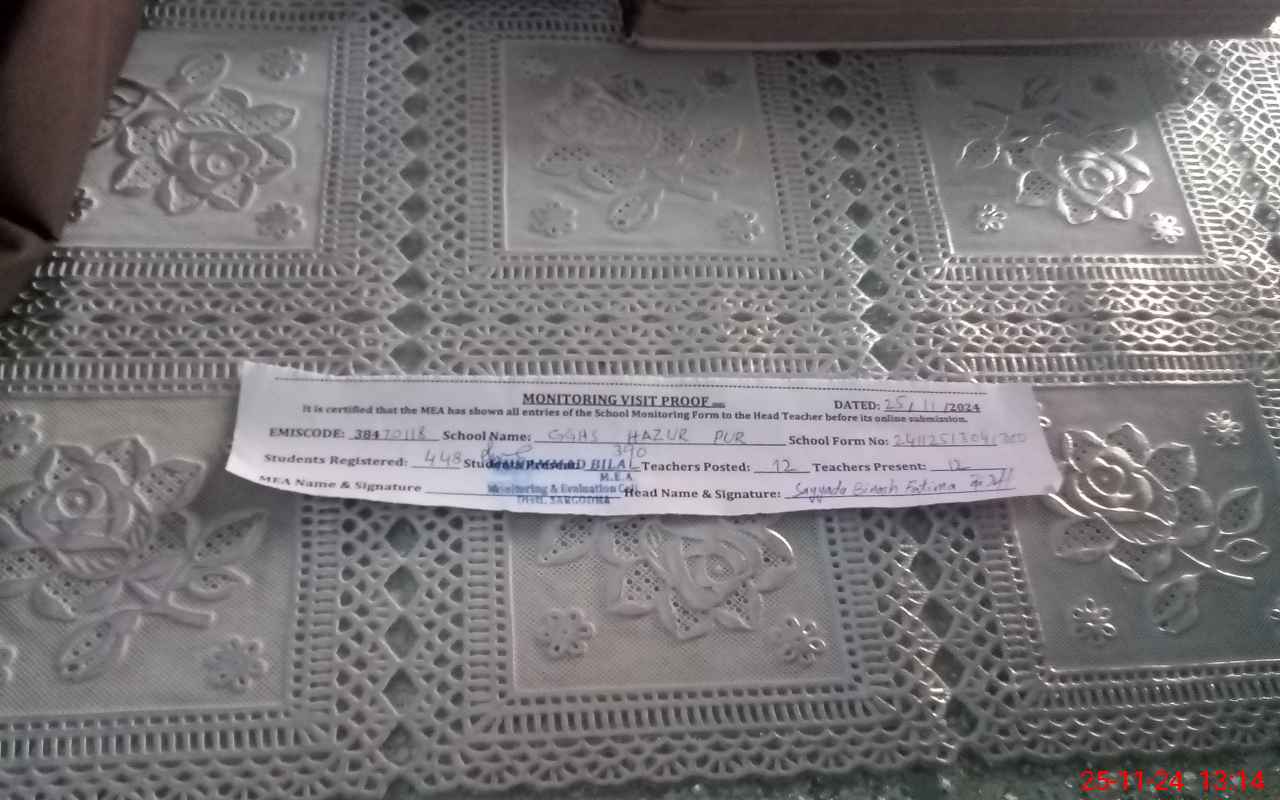 MONITORING VISIT PROOF DATED: 25/11/2024
It is certified that the MEA has shown all entries of the School Monitoring Form to the Head Teacher before its online submission.
EMISCODE: 38470118 School Name: GGHS HAZUR PUR School Form No:
Students Registered: 448 Students Present: 390 Teachers Posted: 12 Teachers Present: 12
MEA Name & Signature BILAL Head Name & Signature: Sayyada Binash Fatima
M.E.A
Monitoring & Evaluation Cell
Distt. SARGODHA
25-11-24 13:14